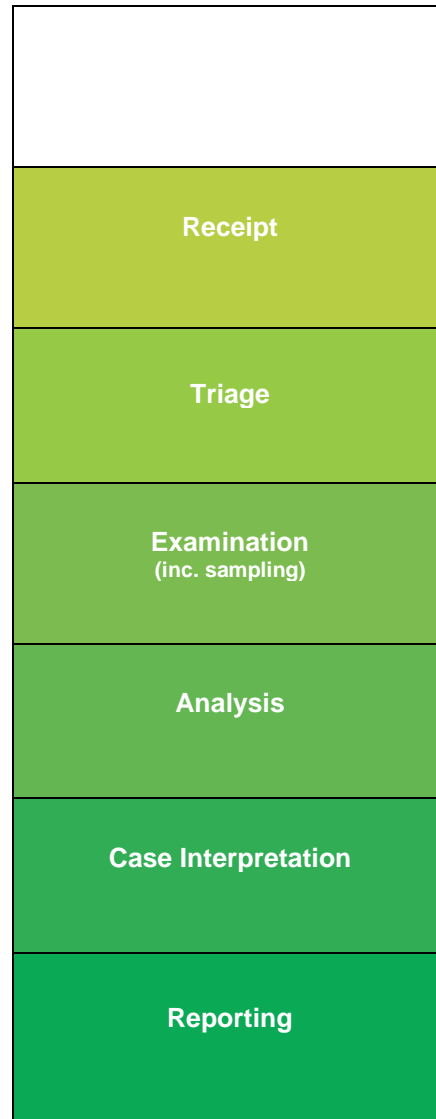 Receipt
Triage
Examination
(inc. sampling)
Analysis
Case Interpretation
Reporting